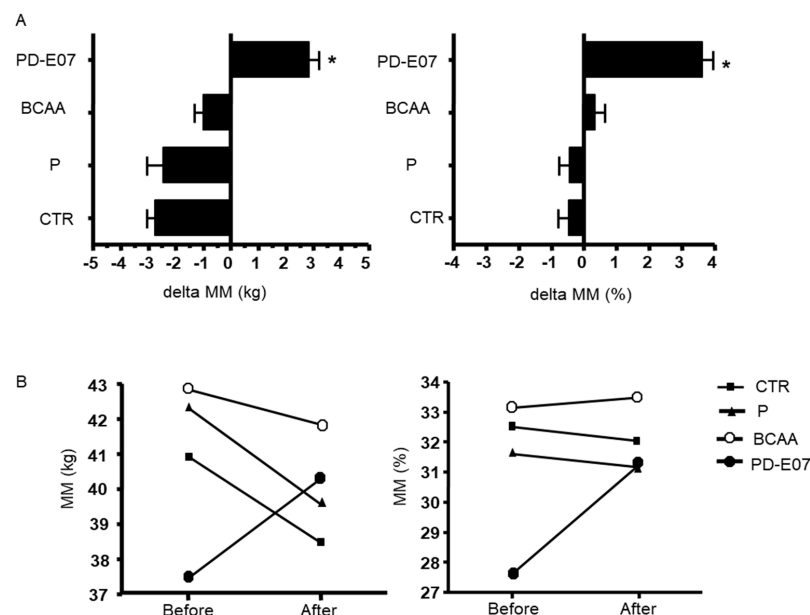 A
PD-E07
BCAA
P
CTR
*
-5 -4 -3 -2 -1 0 1 2 3 4 5
delta MM (kg)
PD-E07
BCAA
P
CTR
*
-4 -3 -2 -1 0 1 2 3 4
delta MM (%)
B
MM (kg)
43
42
41
40
39
38
37
Before After
MM (%)
34
33
32
31
30
29
28
27
Before After
CTR
P
BCAA
PD-E07